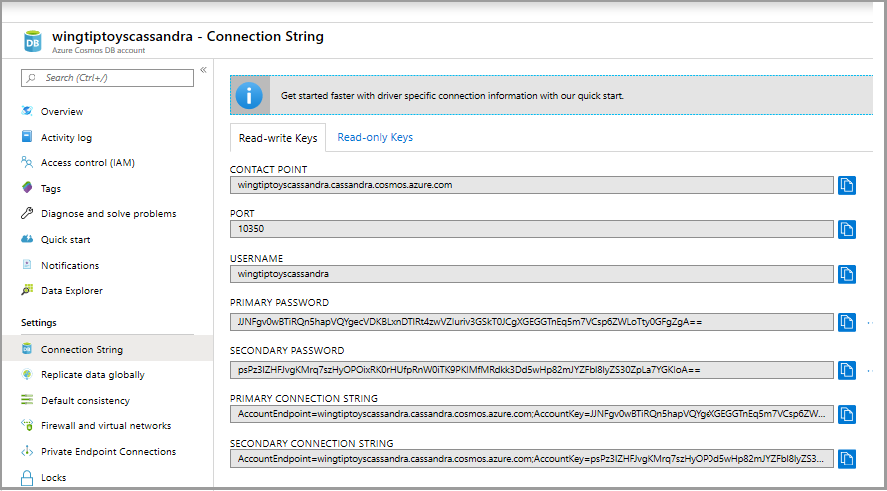 wingtiptoyscassandra - Connection String
Azure Cosmos DB account
Search (Ctrl+/)
«
Overview
Activity log
Access control (IAM)
Tags
Diagnose and solve problems
Quick start
Notifications
Data Explorer
Settings
Connection String
Replicate data globally
Default consistency
Firewall and virtual networks
Private Endpoint Connections
Locks
Get started faster with driver specific connection information with our quick start.
Read-write Keys
Read-only Keys
CONTACT POINT
wingtiptoyscassandra.cassandra.cosmos.azure.com
PORT
10350
USERNAME
wingtiptoyscassandra
PRIMARY PASSWORD
SECONDARY PASSWORD
PRIMARY CONNECTION STRING
AccountEndpoint=wingtiptoyscassandra.cassandra.cosmos.azure.com;AccountKey=
SECONDARY CONNECTION STRING
AccountEndpoint=wingtiptoyscassandra.cassandra.cosmos.azure.com;AccountKey=